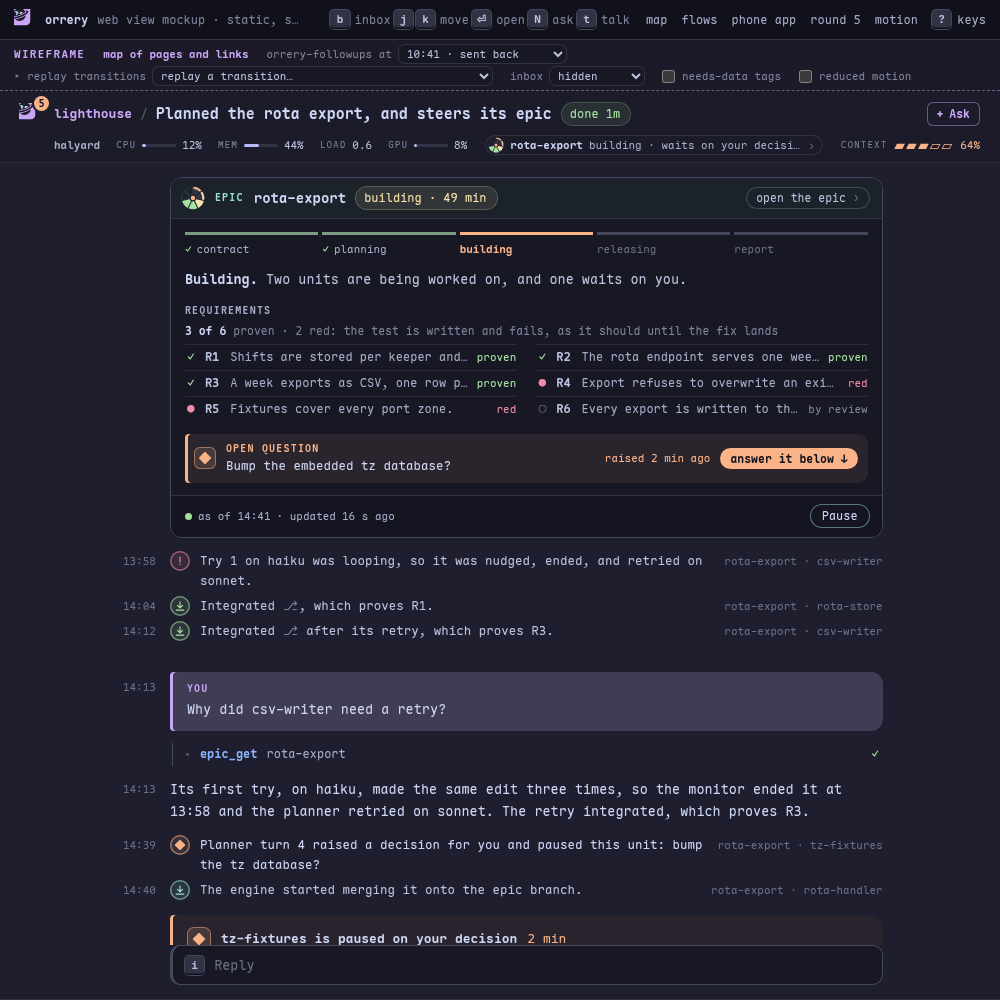 orrery web view mockup · static, s… b inbox j k move ⏎ open N ask t talk map flows phone app round 5 motion ? keys
WIREFRAME map of pages and links orrery-followups at 10:41 · sent back
▸ replay transitions replay a transition… inbox hidden needs-data tags reduced motion
5 lighthouse / Planned the rota export, and steers its epic done 1m + Ask
halyard CPU 12% MEM 44% LOAD 0.6 GPU 8% rota-export building · waits on your decisi… › CONTEXT 64%
EPIC rota-export building · 49 min open the epic ›
✓ contract ✓ planning building releasing report
Building. Two units are being worked on, and one waits on you.
REQUIREMENTS
3 of 6 proven · 2 red: the test is written and fails, as it should until the fix lands
✓ R1 Shifts are stored per keeper and… proven ✓ R2 The rota endpoint serves one wee… proven
✓ R3 A week exports as CSV, one row p… proven R4 Export refuses to overwrite an exi… red
R5 Fixtures cover every port zone. red R6 Every export is written to th… by review
OPEN QUESTION
Bump the embedded tz database? raised 2 min ago answer it below ↓
as of 14:41 · updated 16 s ago Pause
13:58 ! Try 1 on haiku was looping, so it was nudged, ended, and retried on rota-export · csv-writer
sonnet.
14:04 Integrated ⎇, which proves R1. rota-export · rota-store
14:12 Integrated ⎇ after its retry, which proves R3. rota-export · csv-writer
14:13 YOU
Why did csv-writer need a retry?
▸ epic_get rota-export ✓
14:13 Its first try, on haiku, made the same edit three times, so the monitor ended it at
13:58 and the planner retried on sonnet. The retry integrated, which proves R3.
14:39 Planner turn 4 raised a decision for you and paused this unit: bump rota-export · tz-fixtures
the tz database?
14:40 The engine started merging it onto the epic branch. rota-export · rota-handler
tz-fixtures is paused on your decision 2 min
i Reply